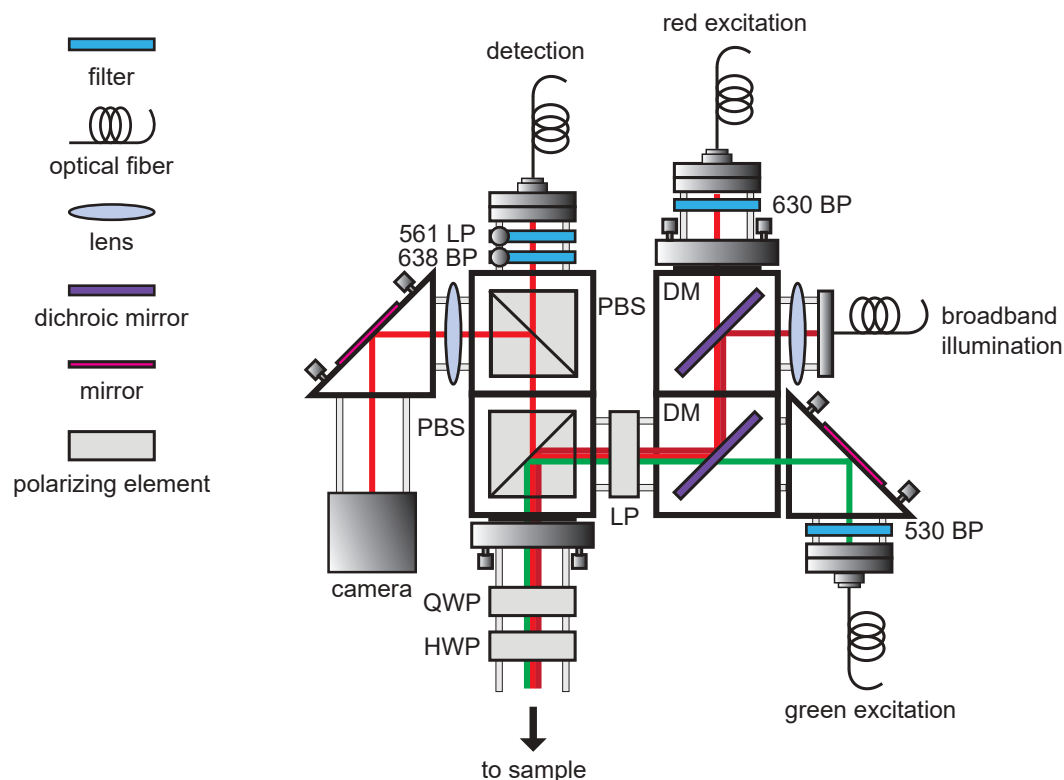 filter
optical fiber
lens
dichroic mirror
mirror
polarizing element
detection
red excitation
561 LP
638 BP
630 BP
PBS
DM
broadband
illumination
PBS
DM
LP
530 BP
camera
QWP
HWP
green excitation
to sample